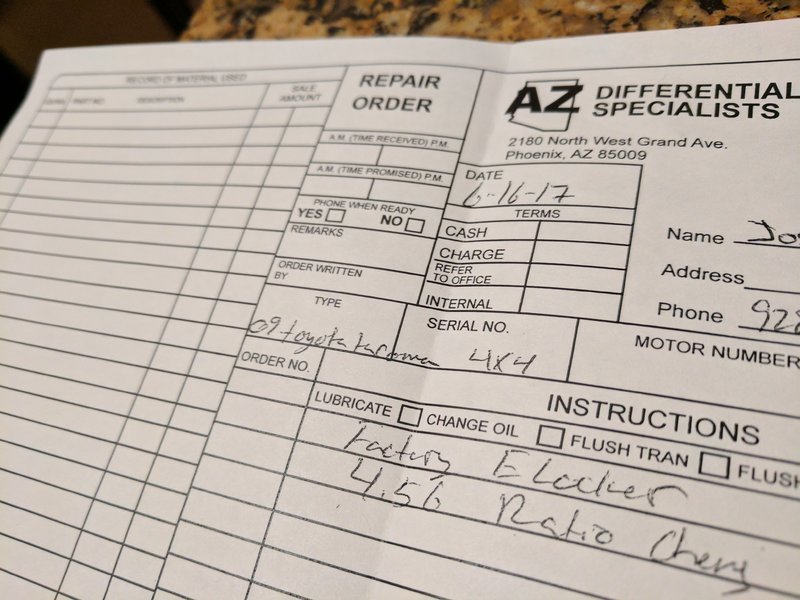 RECORD OF MATERIAL USED
QUAN. PART NO. DESCRIPTION SALE AMOUNT
REPAIR ORDER
A.M. (TIME RECEIVED) P.M.
A.M. (TIME PROMISED) P.M.
PHONE WHEN READY
YES NO
REMARKS
ORDER WRITTEN BY
TYPE
09 toyota tacoma
ORDER NO.
AZ DIFFERENTIAL SPECIALISTS
2180 North West Grand Ave.
Phoenix, AZ 85009
DATE
6-16-17
TERMS
CASH
CHARGE
REFER TO OFFICE
INTERNAL
SERIAL NO.
4x4
Name
Address
Phone 928
MOTOR NUMBER
INSTRUCTIONS
LUBRICATE CHANGE OIL FLUSH TRAN FLUSH
Factory E Locker
4.56 Ratio